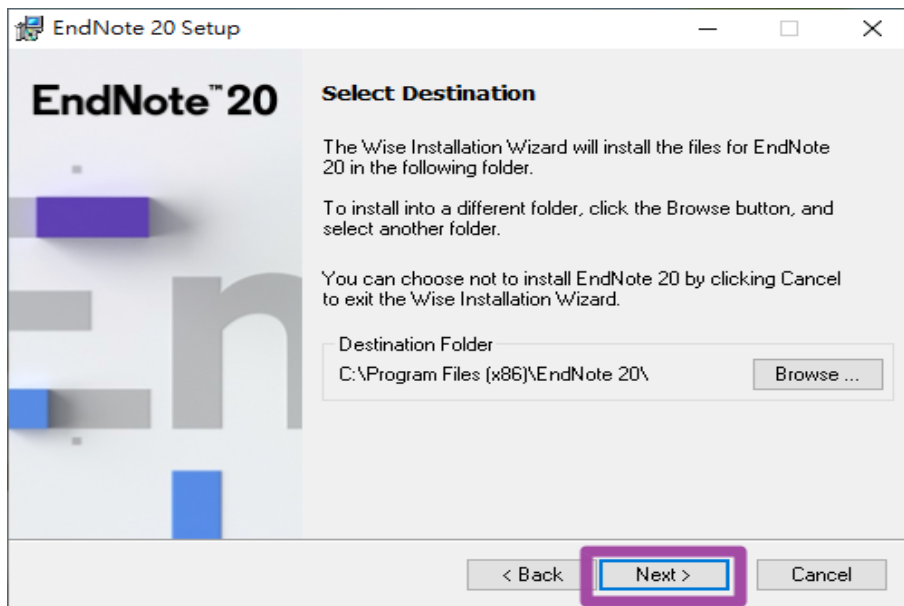 EndNote 20 Setup
EndNote™20
Select Destination
The Wise Installation Wizard will install the files for EndNote
20 in the following folder.
To install into a different folder, click the Browse button, and
select another folder.
You can choose not to install EndNote 20 by clicking Cancel
to exit the Wise Installation Wizard.
Destination Folder
C:\Program Files (x86)\EndNote 20\
Browse ...
En
< Back
Next >
Cancel